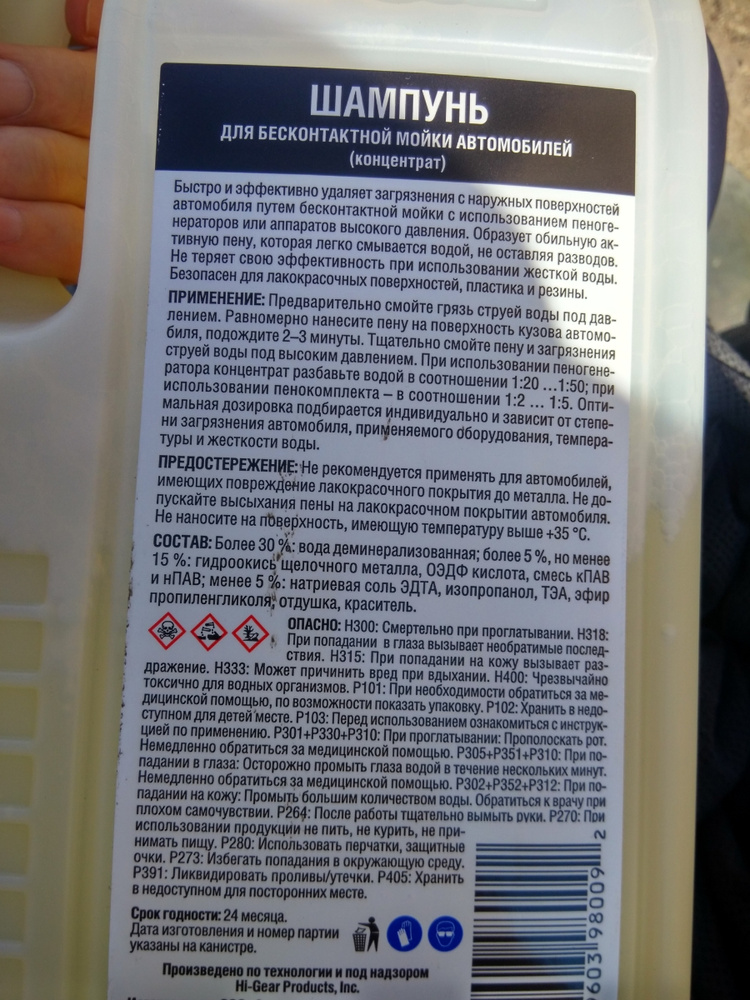 ШАМПУНЬ
ДЛЯ БЕСКОНТАКТНОЙ МОЙКИ АВТОМОБИЛЕЙ
(концентрат)
Быстро и эффективно удаляет загрязнения с наружных поверхностей
автомобиля путем бесконтактной мойки с использованием пеноге-
нераторов или аппаратов высокого давления. Образует обильную ак-
тивную пену, которая легко смывается водой, не оставляя разводов.
Не теряет свою эффективность при использовании жесткой воды.
Безопасен для лакокрасочных поверхностей, пластика и резины.
ПРИМЕНЕНИЕ: Предварительно смойте грязь струей воды под дав-
лением. Равномерно нанесите пену на поверхность кузова автомо-
биля, подождите 2–3 минуты. Тщательно смойте пену и загрязнения
струей воды под высоким давлением. При использовании пеногене-
ратора концентрат разбавьте водой в соотношении 1:20 ...1:50; при
использовании пенокомплекта – в соотношении 1:2 ... 1:5. Опти-
мальная дозировка подбирается индивидуально и зависит от степе-
ни загрязнения автомобиля, применяемого оборудования, темпера-
туры и жесткости воды.
ПРЕДОСТЕРЕЖЕНИЕ: Не рекомендуется применять для автомобилей,
имеющих повреждение лакокрасочного покрытия до металла. Не до-
пускайте высыхания пены на лакокрасочном покрытии автомобиля.
Не наносите на поверхность, имеющую температуру выше +35 °С.
СОСТАВ: Более 30 %: вода деминерализованная; более 5 %, но менее
15 %: гидроокись щелочного металла, ОЭДФ кислота, смесь кПАВ
и нПАВ; менее 5 %: натриевая соль ЭДТА, изопропанол, ТЭА, эфир
пропиленгликоля, отдушка, краситель.
ОПАСНО: H300: Смертельно при проглатывании. H318:
При попадании в глаза вызывает необратимые послед-
ствия. H315: При попадании на кожу вызывает раз-
дражение. H333: Может причинить вред при вдыхании. H400: Чрезвычайно
токсично для водных организмов. P101: При необходимости обратиться за ме-
дицинской помощью, по возможности показать упаковку. P102: Хранить в недо-
ступном для детей месте. P103: Перед использованием ознакомиться с инструк-
цией по применению. P301+P330+P310: При проглатывании: Прополоскать рот.
Немедленно обратиться за медицинской помощью. P305+P351+P310: При по-
падании в глаза: Осторожно промыть глаза водой в течение нескольких минут.
Немедленно обратиться за медицинской помощью. P302+P352+P312: При по-
падании на кожу: Промыть большим количеством воды. Обратиться к врачу при
плохом самочувствии. P264: После работы тщательно вымыть руки. P270: При
использовании продукции не пить, не курить, не при-
нимать пищу. P280: Использовать перчатки, защитные
очки. P273: Избегать попадания в окружающую среду.
P391: Ликвидировать проливы/утечки. P405: Хранить
в недоступном для посторонних месте.
Срок годности: 24 месяца.
Дата изготовления и номер партии
указаны на канистре.
Произведено по технологии и под надзором
Hi-Gear Products, Inc.
603 98009 2